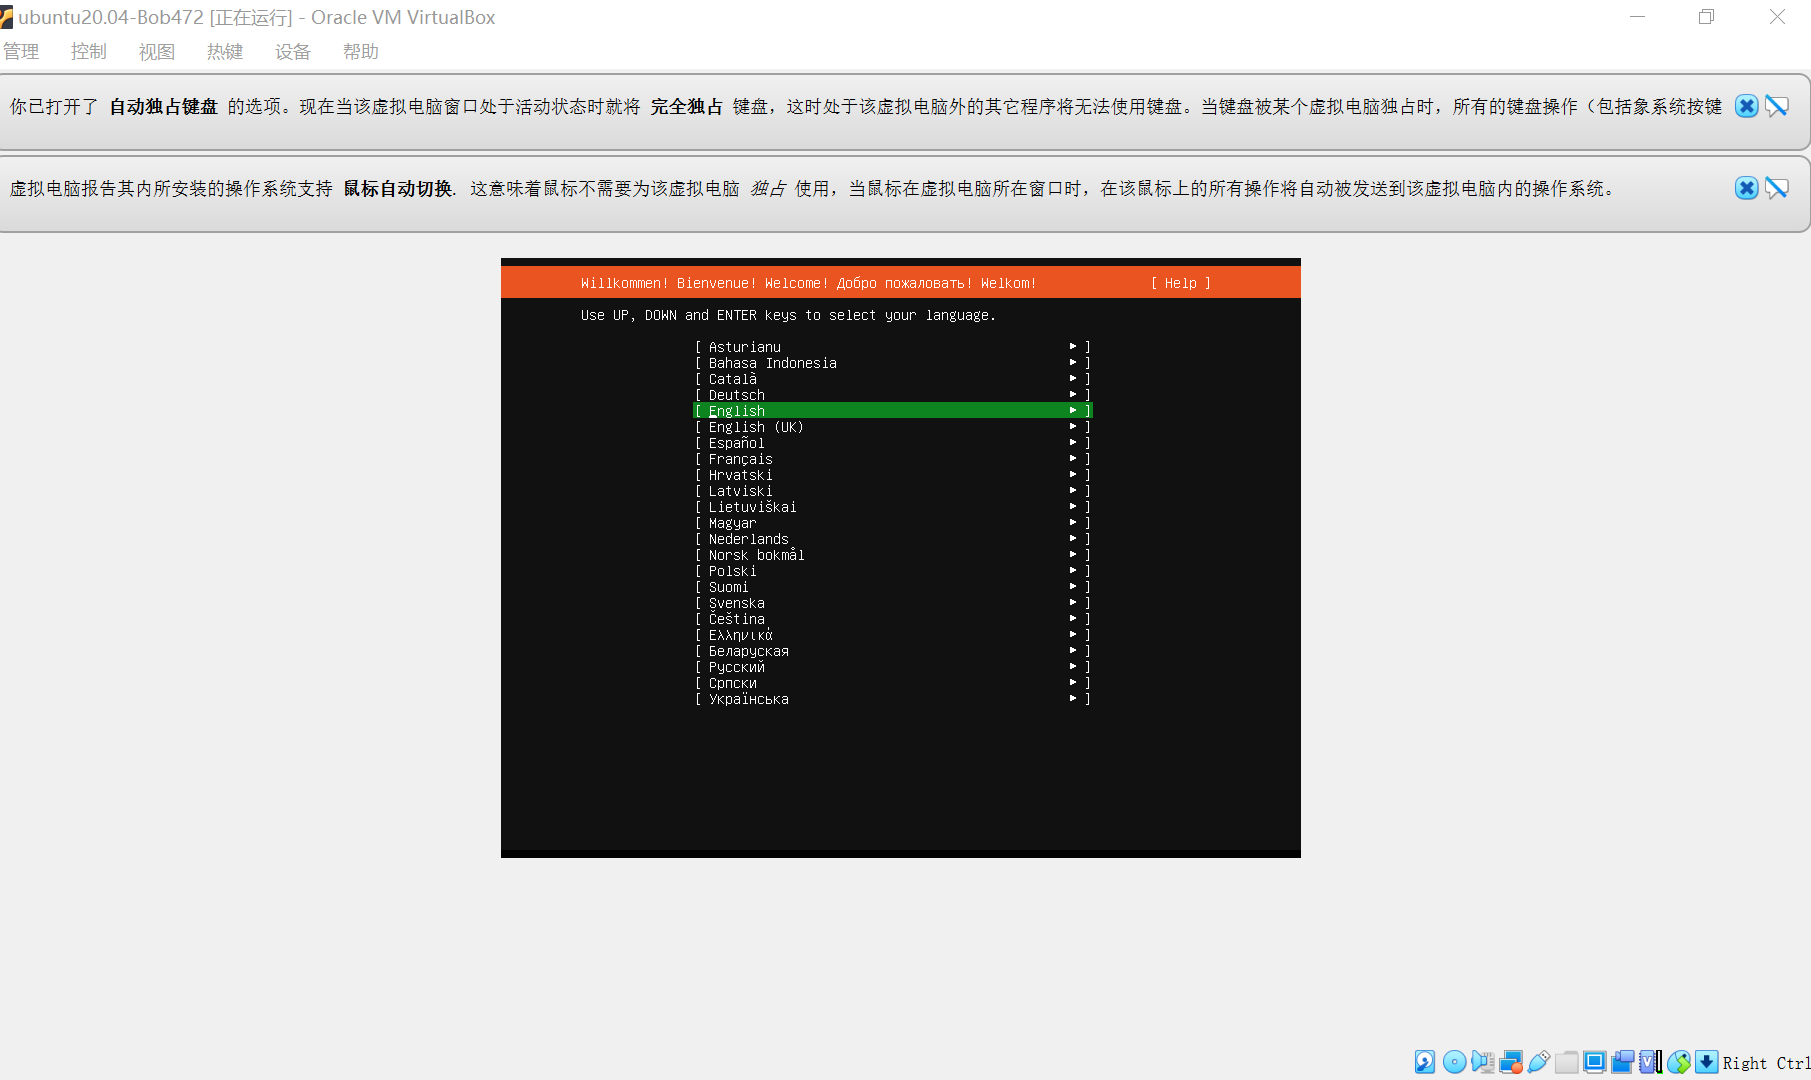 ubuntu20.04-Bob472 [正在运行] - Oracle VM VirtualBox
管理 控制 视图 热键 设备 帮助
你已打开了 自动独占键盘 的选项。现在当该虚拟电脑窗口处于活动状态时就将 完全独占 键盘，这时处于该虚拟电脑外的其它程序将无法使用键盘。当键盘被某个虚拟电脑独占时，所有的键盘操作（包括象系统按键
虚拟电脑报告其内所安装的操作系统支持 鼠标自动切换. 这意味着鼠标不需要为该虚拟电脑 独占 使用，当鼠标在虚拟电脑所在窗口时，在该鼠标上的所有操作将自动被发送到该虚拟电脑内的操作系统。
Willkommen! Bienvenue! Welcome! Добро пожаловать! Welkom! [ Help ]
Use UP, DOWN and ENTER keys to select your language.
[ Asturianu ▸ ]
[ Bahasa Indonesia ▸ ]
[ Català ▸ ]
[ Deutsch ▸ ]
[ English ▸ ]
[ English (UK) ▸ ]
[ Español ▸ ]
[ Français ▸ ]
[ Hrvatski ▸ ]
[ Latviski ▸ ]
[ Lietuviškai ▸ ]
[ Magyar ▸ ]
[ Nederlands ▸ ]
[ Norsk bokmål ▸ ]
[ Polski ▸ ]
[ Suomi ▸ ]
[ Svenska ▸ ]
[ Čeština ▸ ]
[ Ελληνικά ▸ ]
[ Беларуская ▸ ]
[ Русский ▸ ]
[ Српски ▸ ]
[ Українська ▸ ]
Right Ctrl